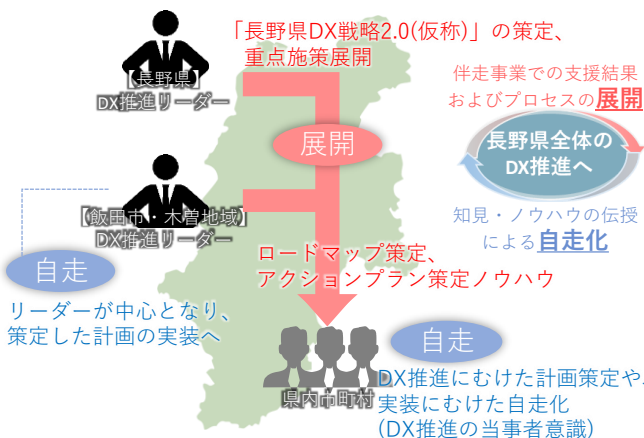 「長野県DX戦略2.0(仮称)」の策定、
重点施策展開
【長野県】
DX推進リーダー
伴走事業での支援結果
およびプロセスの展開
展開
長野県全体の
DX推進へ
【飯田市・木曽地域】
DX推進リーダー
知見・ノウハウの伝授
による自走化
自走
ロードマップ策定、
アクションプラン策定ノウハウ
リーダーが中心となり、
策定した計画の実装へ
自走
県内市町村
DX推進にむけた計画策定や、
実装にむけた自走化
(DX推進の当事者意識)